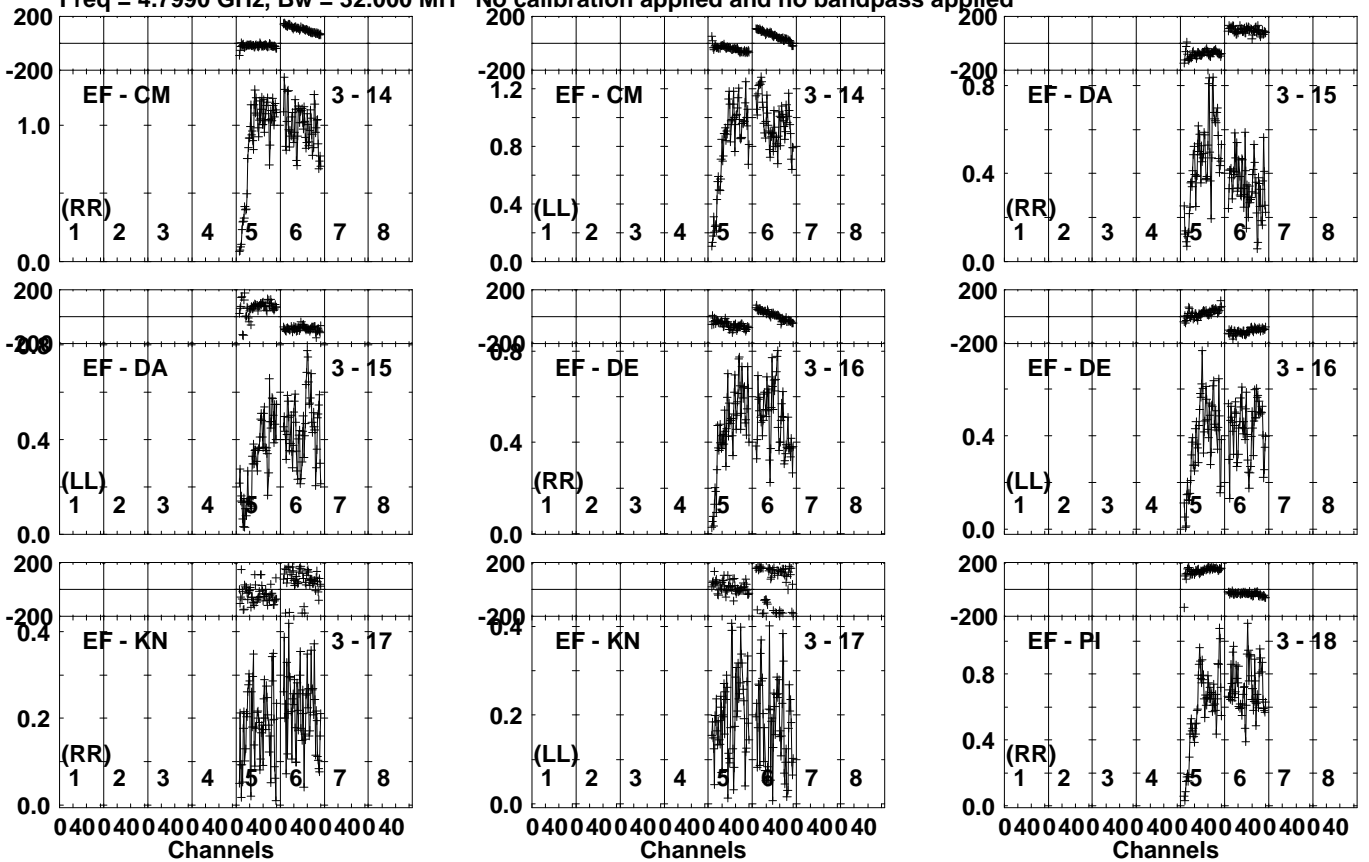 Freq = 4.7990 GHz, Bw = 32.000 MH No calibration applied and no bandpass applied
200 200 200
-200 -200 -200
EF - CM 3 - 14 EF - CM 3 - 14 EF - DA 3 - 15
1.2 0.8
1.0
0.8
0.4
0.4
(RR) (LL) (RR)
1 2 3 4 5 6 7 8 1 2 3 4 5 6 7 8 1 2 3 4 5 6 7 8
0.0 0.0 0.0
200 200 200
-200 -200 -200
0.8 0.8
EF - DA 3 - 15 EF - DE 3 - 16 EF - DE 3 - 16
0.4 0.4 0.4
(LL) (RR) (LL)
1 2 3 4 5 6 7 8 1 2 3 4 5 6 7 8 1 2 3 4 5 6 7 8
0.0 0.0 0.0
200 200 200
-200 -200 -200
0.4 0.4
EF - KN 3 - 17 EF - KN 3 - 17 EF - PI 3 - 18
0.8
0.2 0.2
0.4
(RR) (LL) (RR)
1 2 3 4 5 6 7 8 1 2 3 4 5 6 7 8 1 2 3 4 5 6 7 8
0.0 0.0 0.0
0 40 0 40 0 40 0 40 0 40 0 40 0 40 0 40 0 40 0 40 0 40 0 40 0 40 0 40 0 40 0 40 0 40 0 40 0 40 0 40 0 40 0 40 0 40 0 40
Channels Channels Channels